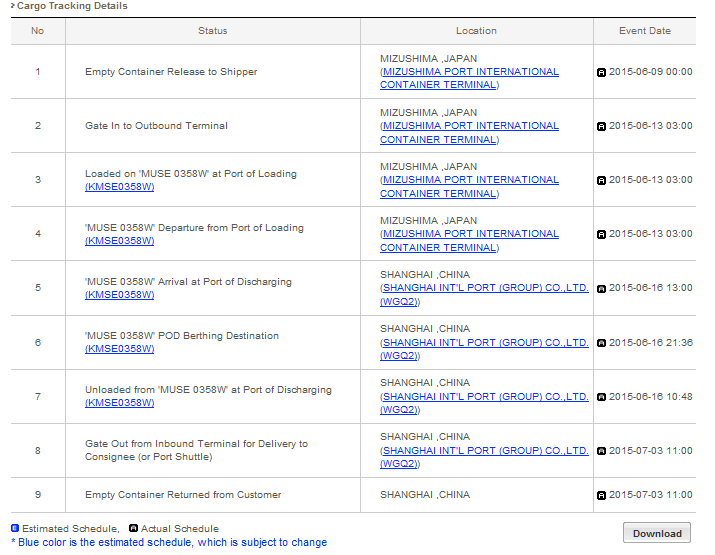 Cargo Tracking Details
No Status Location Event Date
1 Empty Container Release to Shipper MIZUSHIMA ,JAPAN
(MIZUSHIMA PORT INTERNATIONAL
CONTAINER TERMINAL) A 2015-06-09 00:00
2 Gate In to Outbound Terminal MIZUSHIMA ,JAPAN
(MIZUSHIMA PORT INTERNATIONAL
CONTAINER TERMINAL) A 2015-06-13 03:00
3 Loaded on 'MUSE 0358W' at Port of Loading
(KMSE0358W) MIZUSHIMA ,JAPAN
(MIZUSHIMA PORT INTERNATIONAL
CONTAINER TERMINAL) A 2015-06-13 03:00
4 'MUSE 0358W' Departure from Port of Loading
(KMSE0358W) MIZUSHIMA ,JAPAN
(MIZUSHIMA PORT INTERNATIONAL
CONTAINER TERMINAL) A 2015-06-13 03:00
5 'MUSE 0358W' Arrival at Port of Discharging
(KMSE0358W) SHANGHAI ,CHINA
(SHANGHAI INT'L PORT (GROUP) CO.,LTD.
(WGQ2)) A 2015-06-16 13:00
6 'MUSE 0358W' POD Berthing Destination
(KMSE0358W) SHANGHAI ,CHINA
(SHANGHAI INT'L PORT (GROUP) CO.,LTD.
(WGQ2)) A 2015-06-16 21:36
7 Unloaded from 'MUSE 0358W' at Port of Discharging
(KMSE0358W) SHANGHAI ,CHINA
(SHANGHAI INT'L PORT (GROUP) CO.,LTD.
(WGQ2)) A 2015-06-16 10:48
8 Gate Out from Inbound Terminal for Delivery to
Consignee (or Port Shuttle) SHANGHAI ,CHINA
(SHANGHAI INT'L PORT (GROUP) CO.,LTD.
(WGQ2)) A 2015-07-03 11:00
9 Empty Container Returned from Customer SHANGHAI ,CHINA A 2015-07-03 11:00
E Estimated Schedule, A Actual Schedule
* Blue color is the estimated schedule, which is subject to change
Download